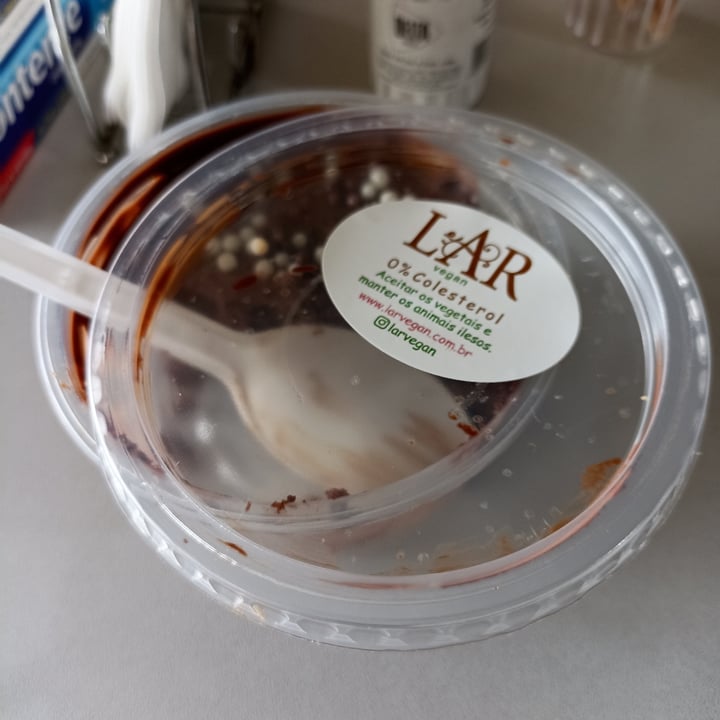 LAR
vegan
0% Colesterol
Aceitar os vegetais e
manter os animais ilesos.
www.larvegan.com.br
larvegan